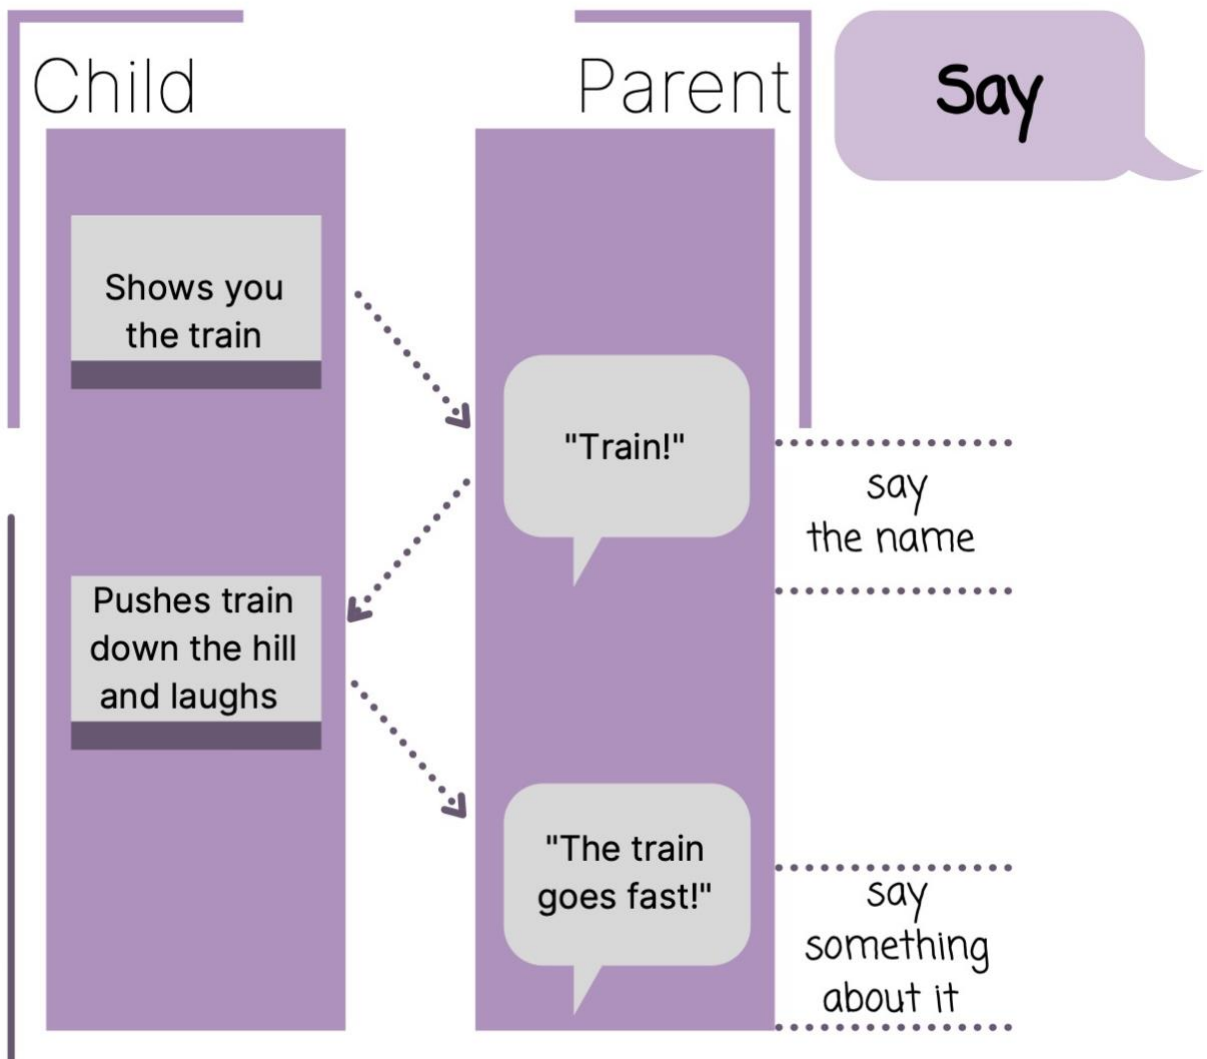 Child
Parent
Say
Shows you
the train
"Train!"
say
the name
Pushes train
down the hill
and laughs
"The train
goes fast!"
say
something
about it